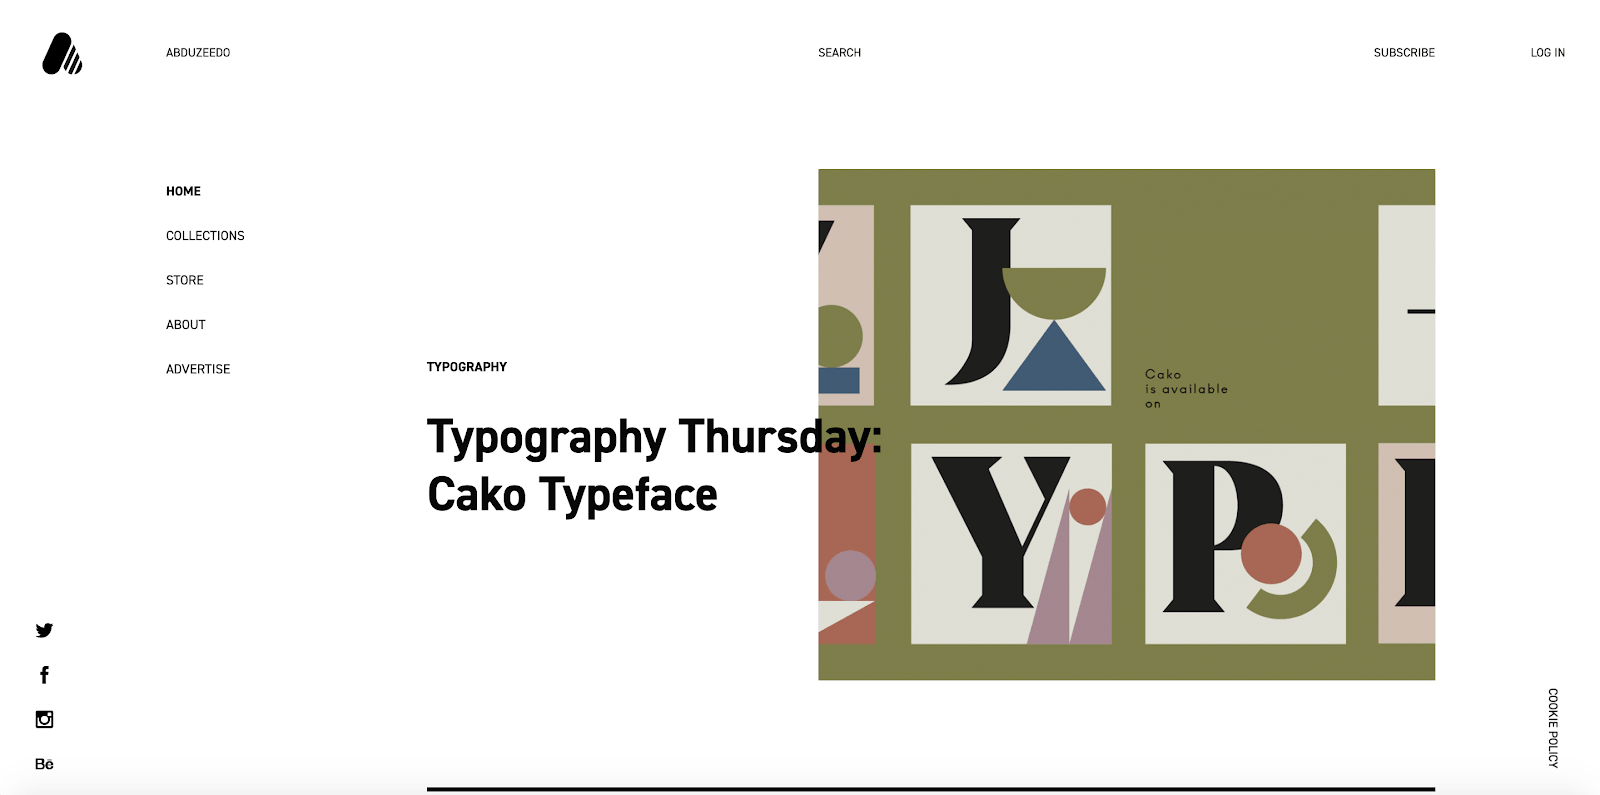 ABDUZEEDO
SEARCH
SUBSCRIBE
LOG IN
HOME
COLLECTIONS
STORE
ABOUT
ADVERTISE
TYPOGRAPHY
Typography Thursday:
Cako Typeface
J
Cako
is available
on
Y
P
Bē
COOKIE POLICY